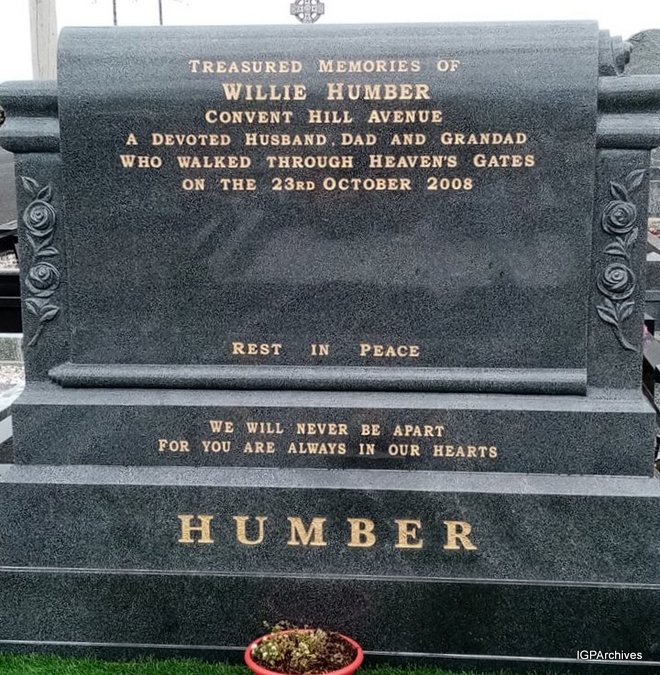 Treasured Memories of
Willie Humber
Convent Hill Avenue
A Devoted Husband, Dad and Grandad
Who walked through Heaven's Gates
on the 23rd October 2008
Rest in Peace
We will never be apart
For you are always in our hearts
HUMBER
IGPArchives